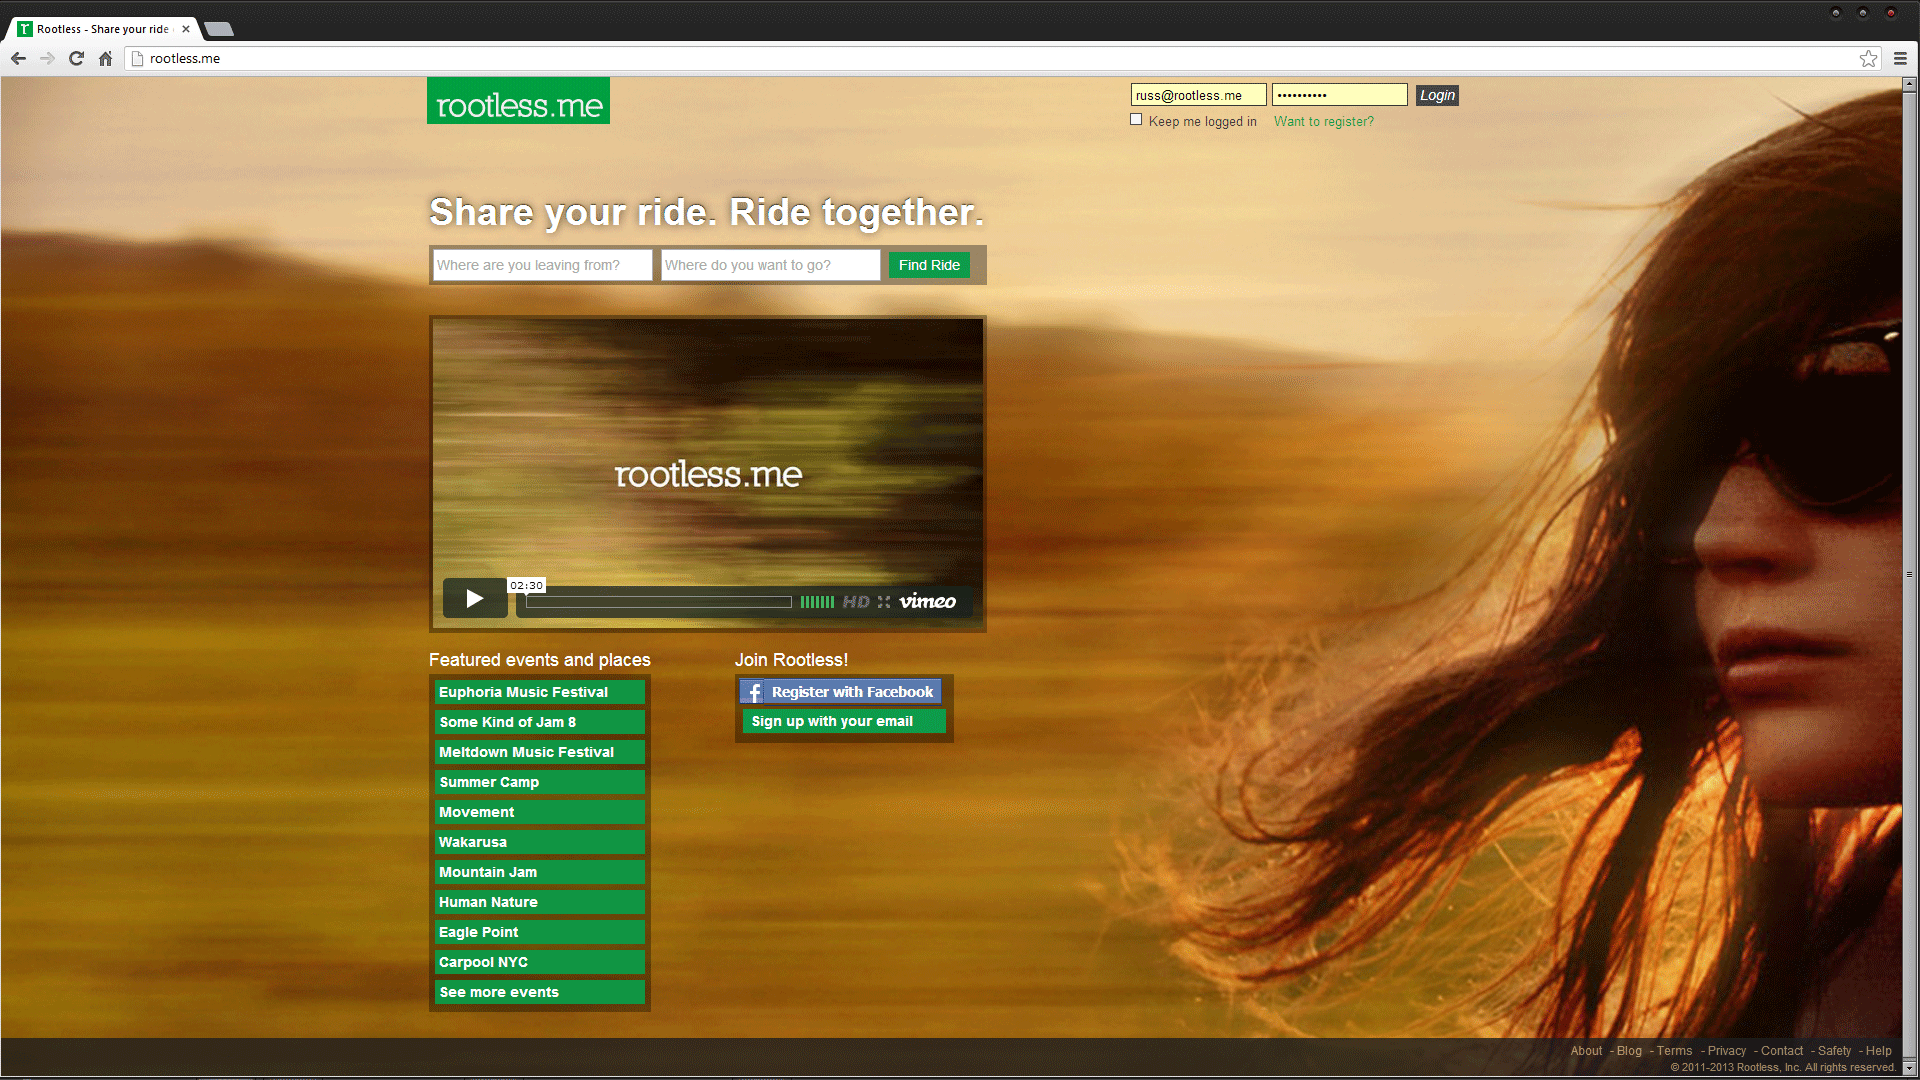 Rootless - Share your ride
rootless.me
rootless.me
russ@rootless.me
Login
Keep me logged in
Want to register?
Share your ride. Ride together.
Where are you leaving from?
Where do you want to go?
Find Ride
rootless.me
02:30
HD
vimeo
Featured events and places
Euphoria Music Festival
Some Kind of Jam 8
Meltdown Music Festival
Summer Camp
Movement
Wakarusa
Mountain Jam
Human Nature
Eagle Point
Carpool NYC
See more events
Join Rootless!
f Register with Facebook
Sign up with your email
About - Blog - Terms - Privacy - Contact - Safety - Help
© 2011-2013 Rootless, Inc. All rights reserved.